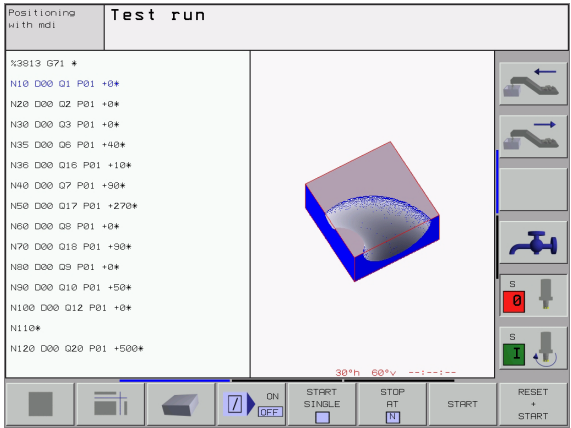 Positioning
with mdi
Test run
%3813 G71 *
N10 D00 Q1 P01 +0*
N20 D00 Q2 P01 +0*
N30 D00 Q3 P01 +0*
N35 D00 Q6 P01 +40*
N36 D00 Q16 P01 +10*
N40 D00 Q7 P01 +90*
N50 D00 Q17 P01 +270*
N60 D00 Q8 P01 +0*
N70 D00 Q18 P01 +90*
N80 D00 Q9 P01 +0*
N90 D00 Q10 P01 +50*
N100 D00 Q12 P01 +0*
N110*
N120 D00 Q20 P01 +500*
30°h 60°v --:--:--
S
0
S
I
/ ON
OFF
START
SINGLE
STOP
AT
N
START
RESET
+
START